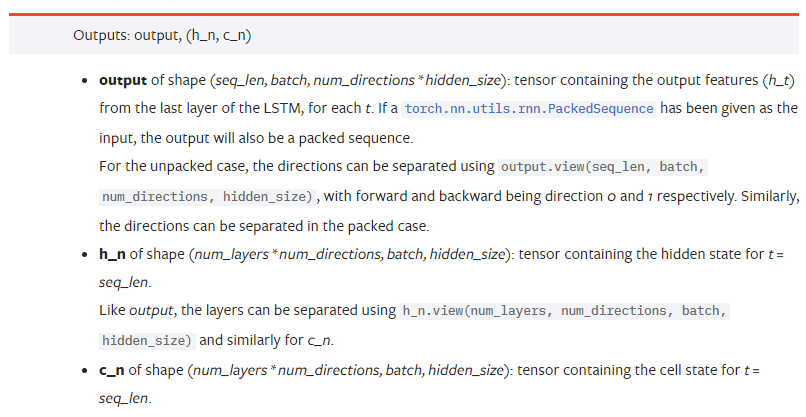 Outputs: output, (h_n, c_n)
• output of shape (seq_len, batch, num_directions * hidden_size): tensor containing the output features (h_t)
from the last layer of the LSTM, for each t. If a torch.nn.utils.rnn.PackedSequence has been given as the
input, the output will also be a packed sequence.
For the unpacked case, the directions can be separated using output.view(seq_len, batch,
num_directions, hidden_size), with forward and backward being direction 0 and 1 respectively. Similarly,
the directions can be separated in the packed case.
• h_n of shape (num_layers * num_directions, batch, hidden_size): tensor containing the hidden state for t =
seq_len.
Like output, the layers can be separated using h_n.view(num_layers, num_directions, batch,
hidden_size) and similarly for c_n.
• c_n of shape (num_layers * num_directions, batch, hidden_size): tensor containing the cell state for t =
seq_len.